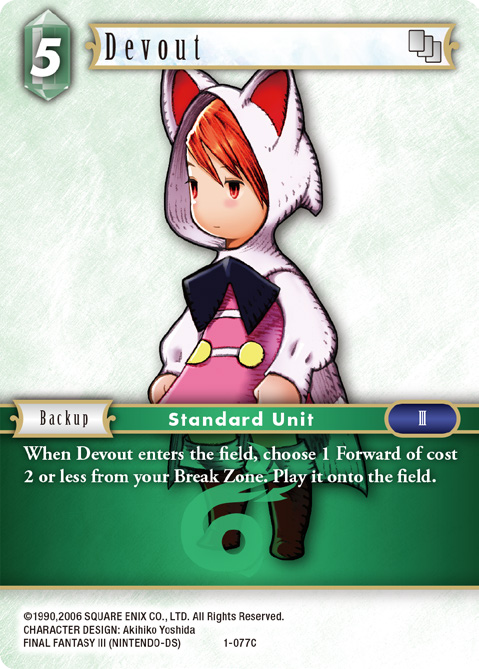 5
Devout
Backup
Standard Unit
III
When Devout enters the field, choose 1 Forward of cost
2 or less from your Break Zone. Play it onto the field.
©1990,2006 SQUARE ENIX CO., LTD. All Rights Reserved.
CHARACTER DESIGN: Akihiko Yoshida
FINAL FANTASY III (NINTENDO-DS) 1-077C